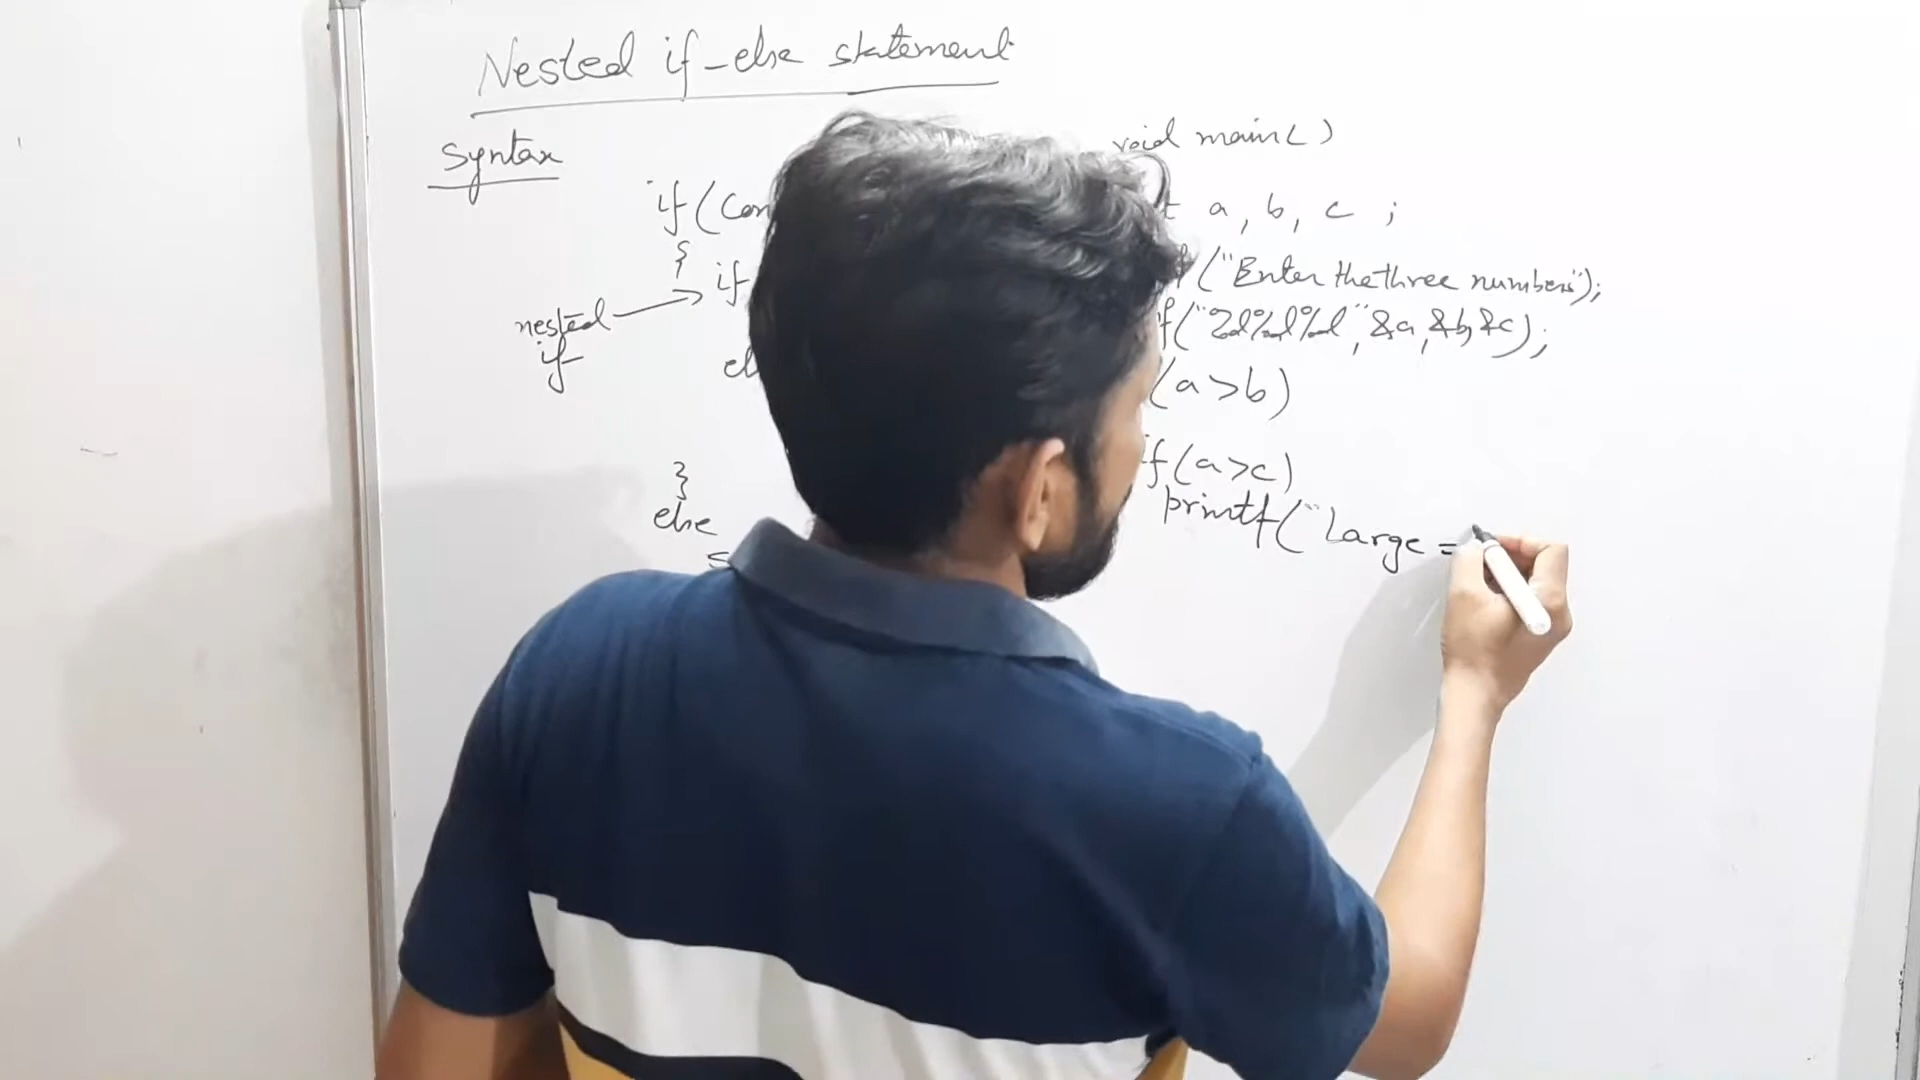 Nested if-else statement
Syntax
if(Con
{
if
nested
if
el
}
else
s
void main()
t a, b, c ;
f("Enter the three numbers");
f("%d%d%d",&a,&b,&c);
(a>b)
if(a>c)
printf("Large =